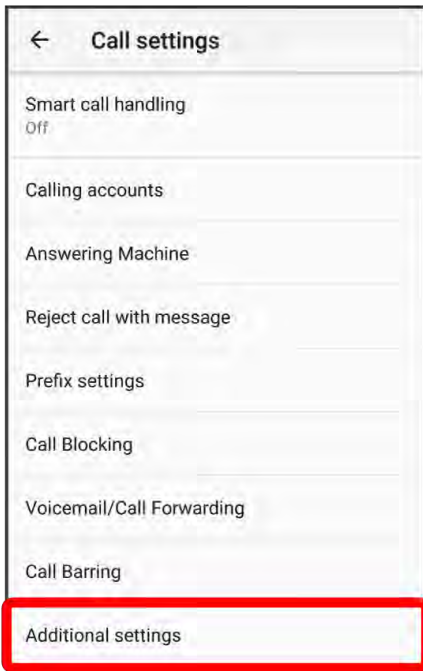 Call settings
Smart call handling
Off
Calling accounts
Answering Machine
Reject call with message
Prefix settings
Call Blocking
Voicemail/Call Forwarding
Call Barring
Additional settings